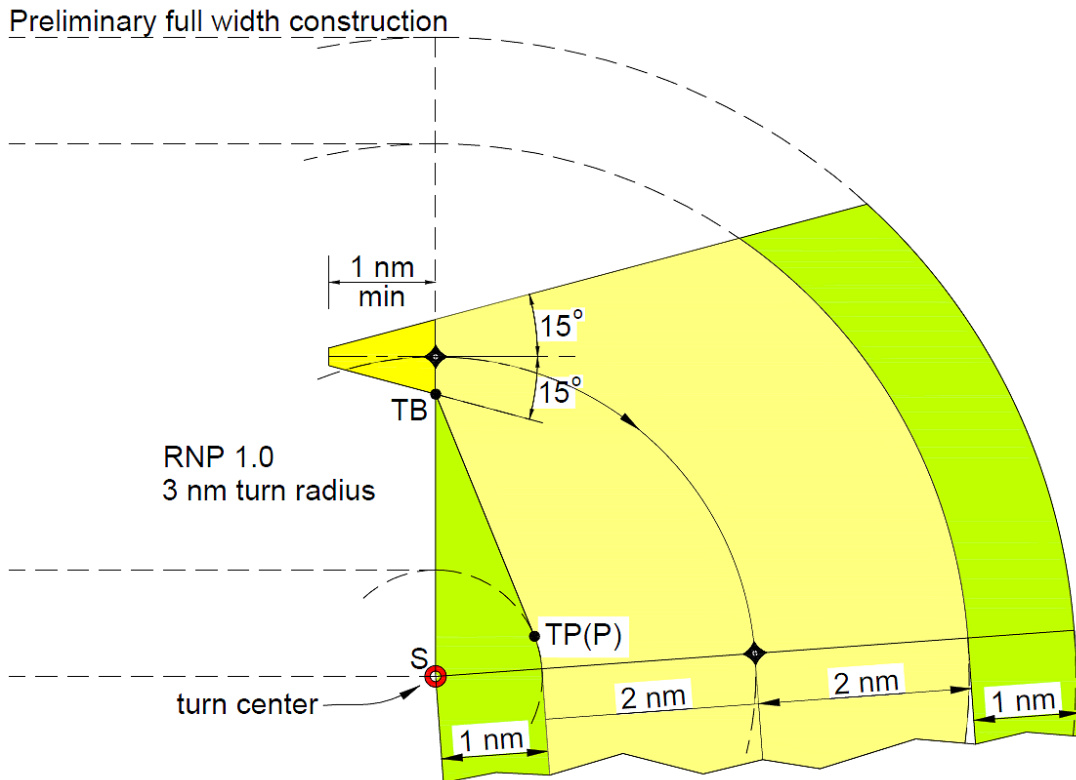 Preliminary full width construction
1 nm
min
15°
15°
TB
RNP 1.0
3 nm turn radius
TP(P)
S
turn center
2 nm
2 nm
1 nm
1 nm